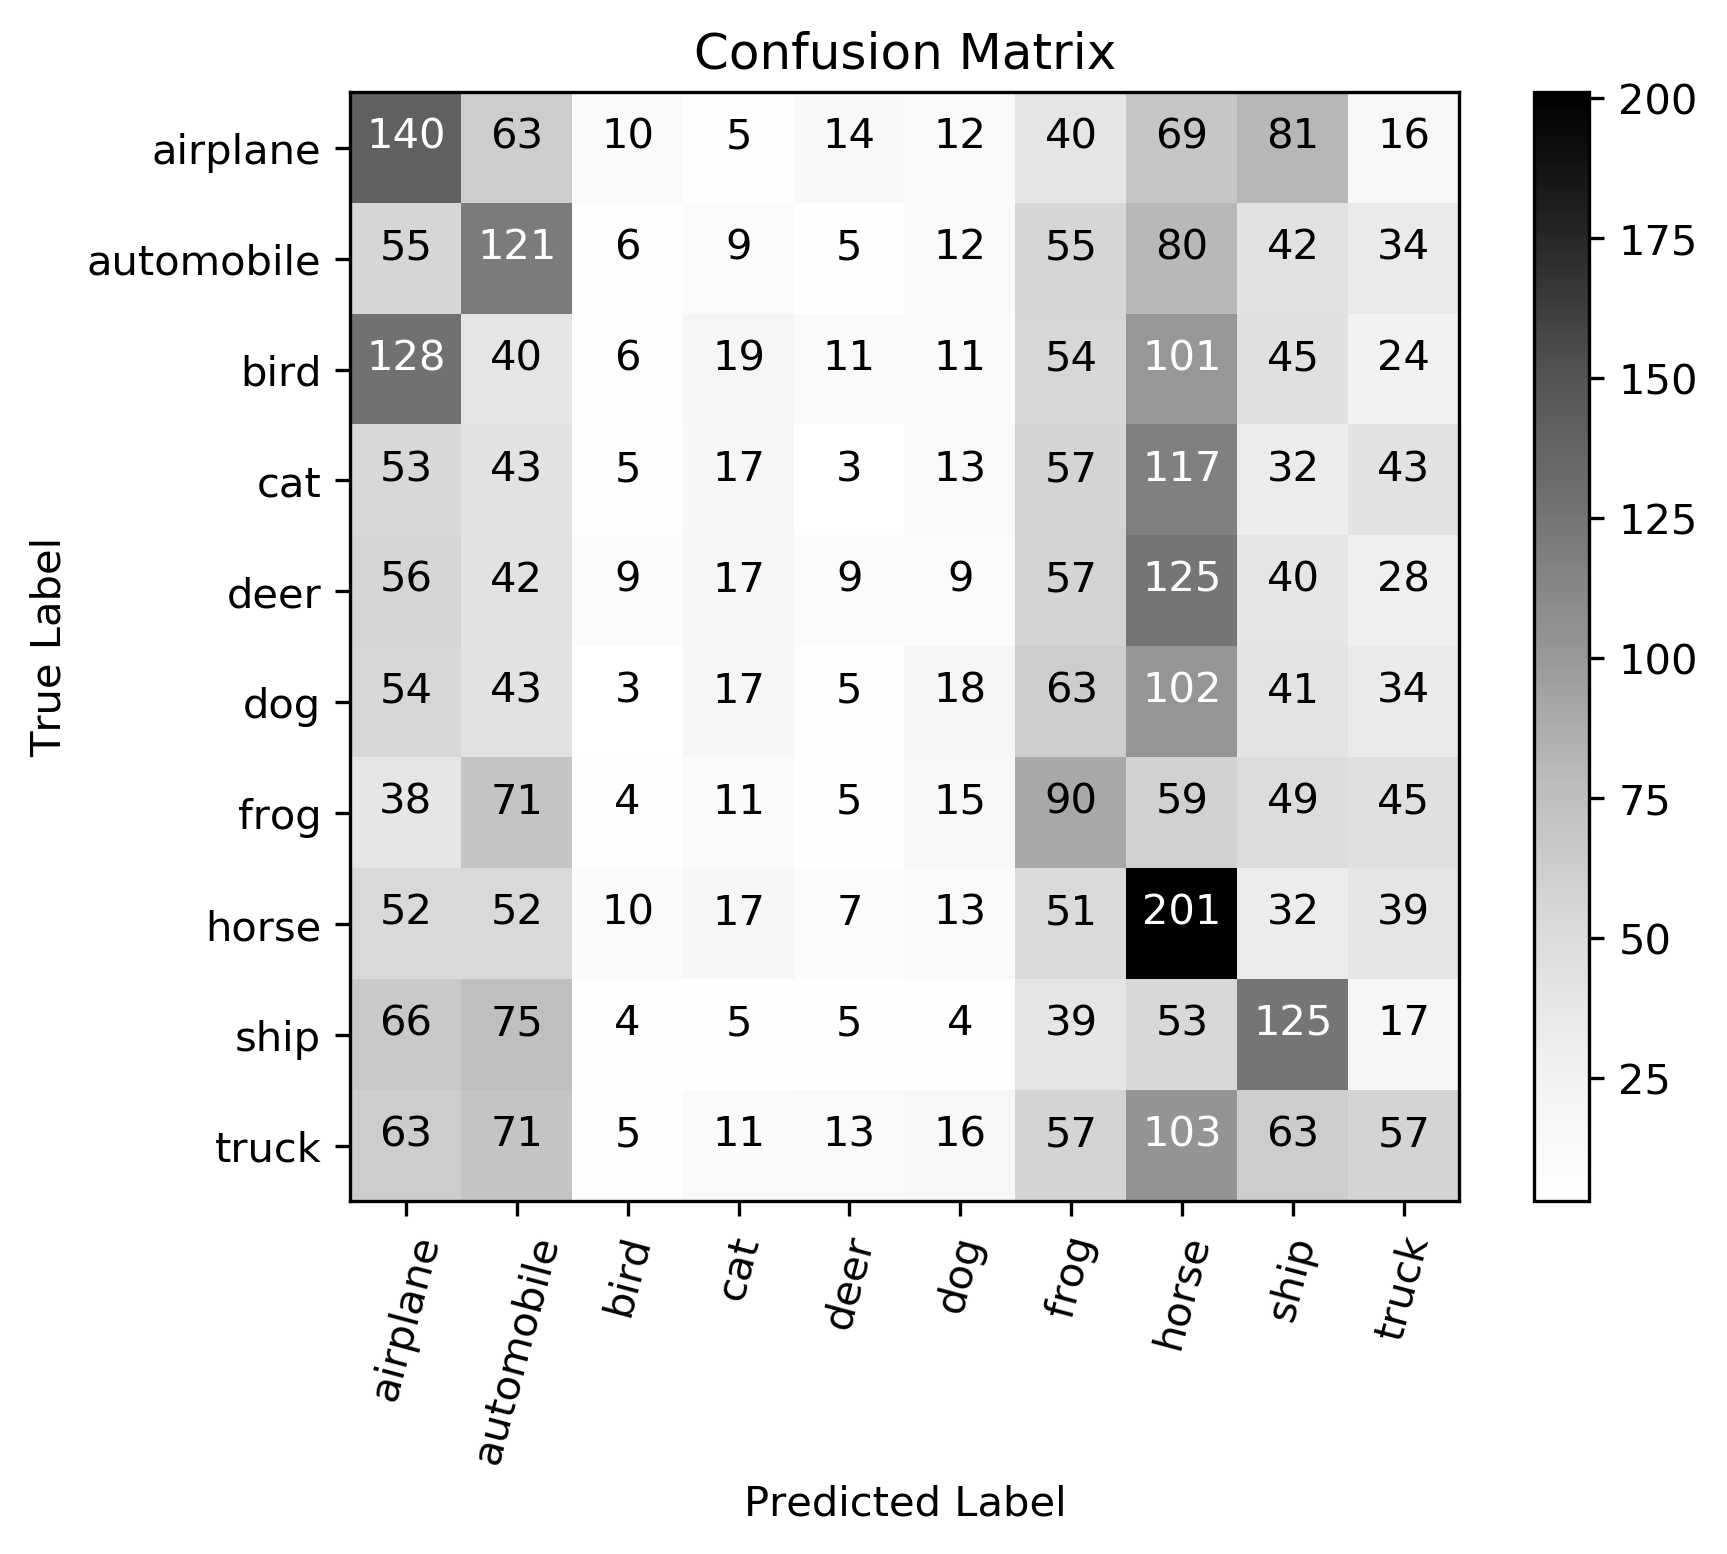 Confusion Matrix
airplane 140 63 10 5 14 12 40 69 81 16
automobile 55 121 6 9 5 12 55 80 42 34
bird 128 40 6 19 11 11 54 101 45 24
cat 53 43 5 17 3 13 57 117 32 43
deer 56 42 9 17 9 9 57 125 40 28
dog 54 43 3 17 5 18 63 102 41 34
frog 38 71 4 11 5 15 90 59 49 45
horse 52 52 10 17 7 13 51 201 32 39
ship 66 75 4 5 5 4 39 53 125 17
truck 63 71 5 11 13 16 57 103 63 57
True Label
airplane automobile bird cat deer dog frog horse ship truck
Predicted Label
200
175
150
125
100
75
50
25